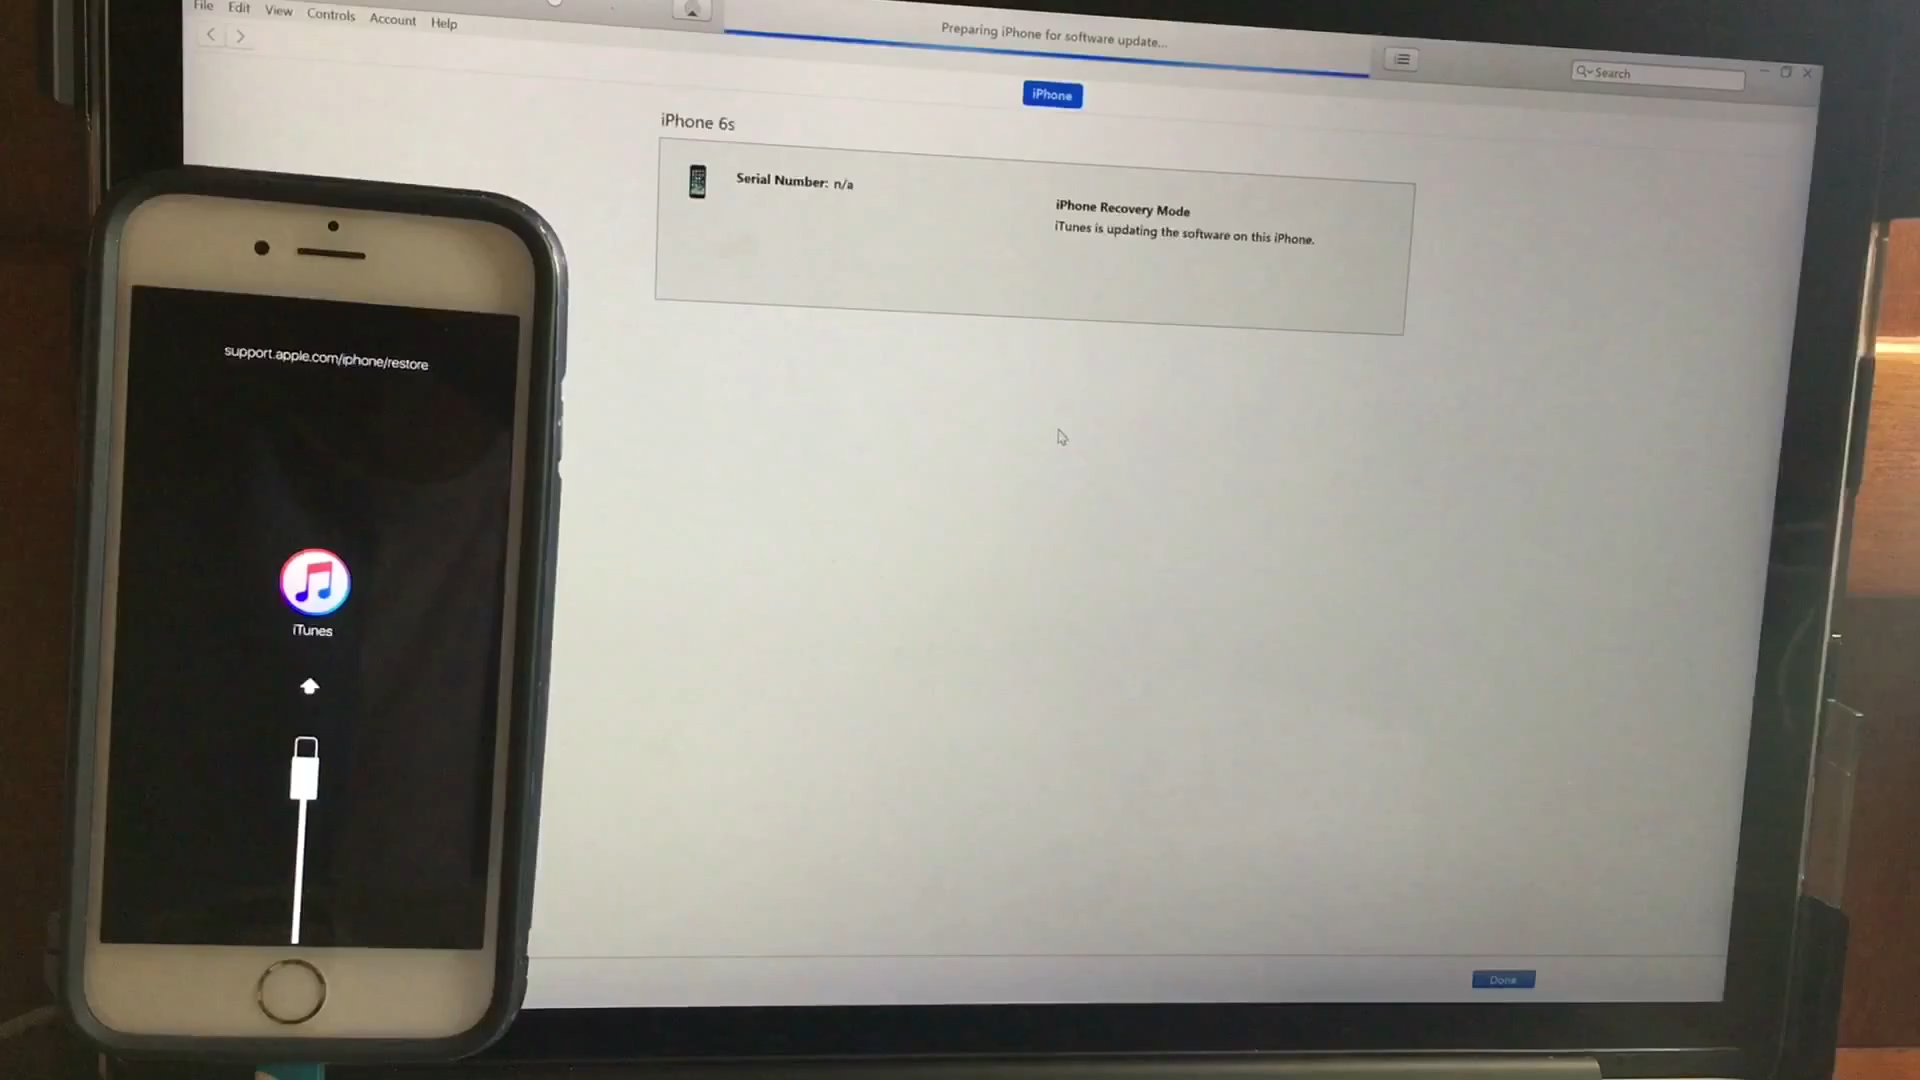 File Edit View Controls Account Help
Preparing iPhone for software update...
Search
iPhone
iPhone 6s
Serial Number: n/a
iPhone Recovery Mode
iTunes is updating the software on this iPhone.
support.apple.com/iphone/restore
iTunes
Done